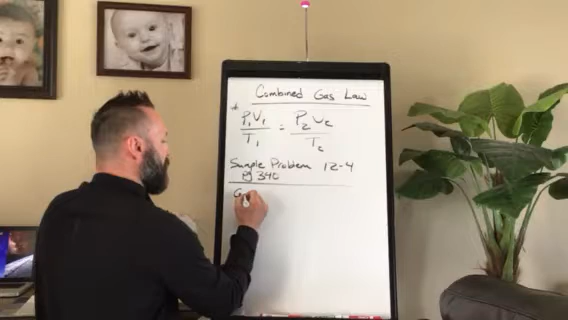 Combined Gas Law
* P₁V₁ / T₁ = P₂V₂ / T₂
Sample Problem 12-4
pg 340
G